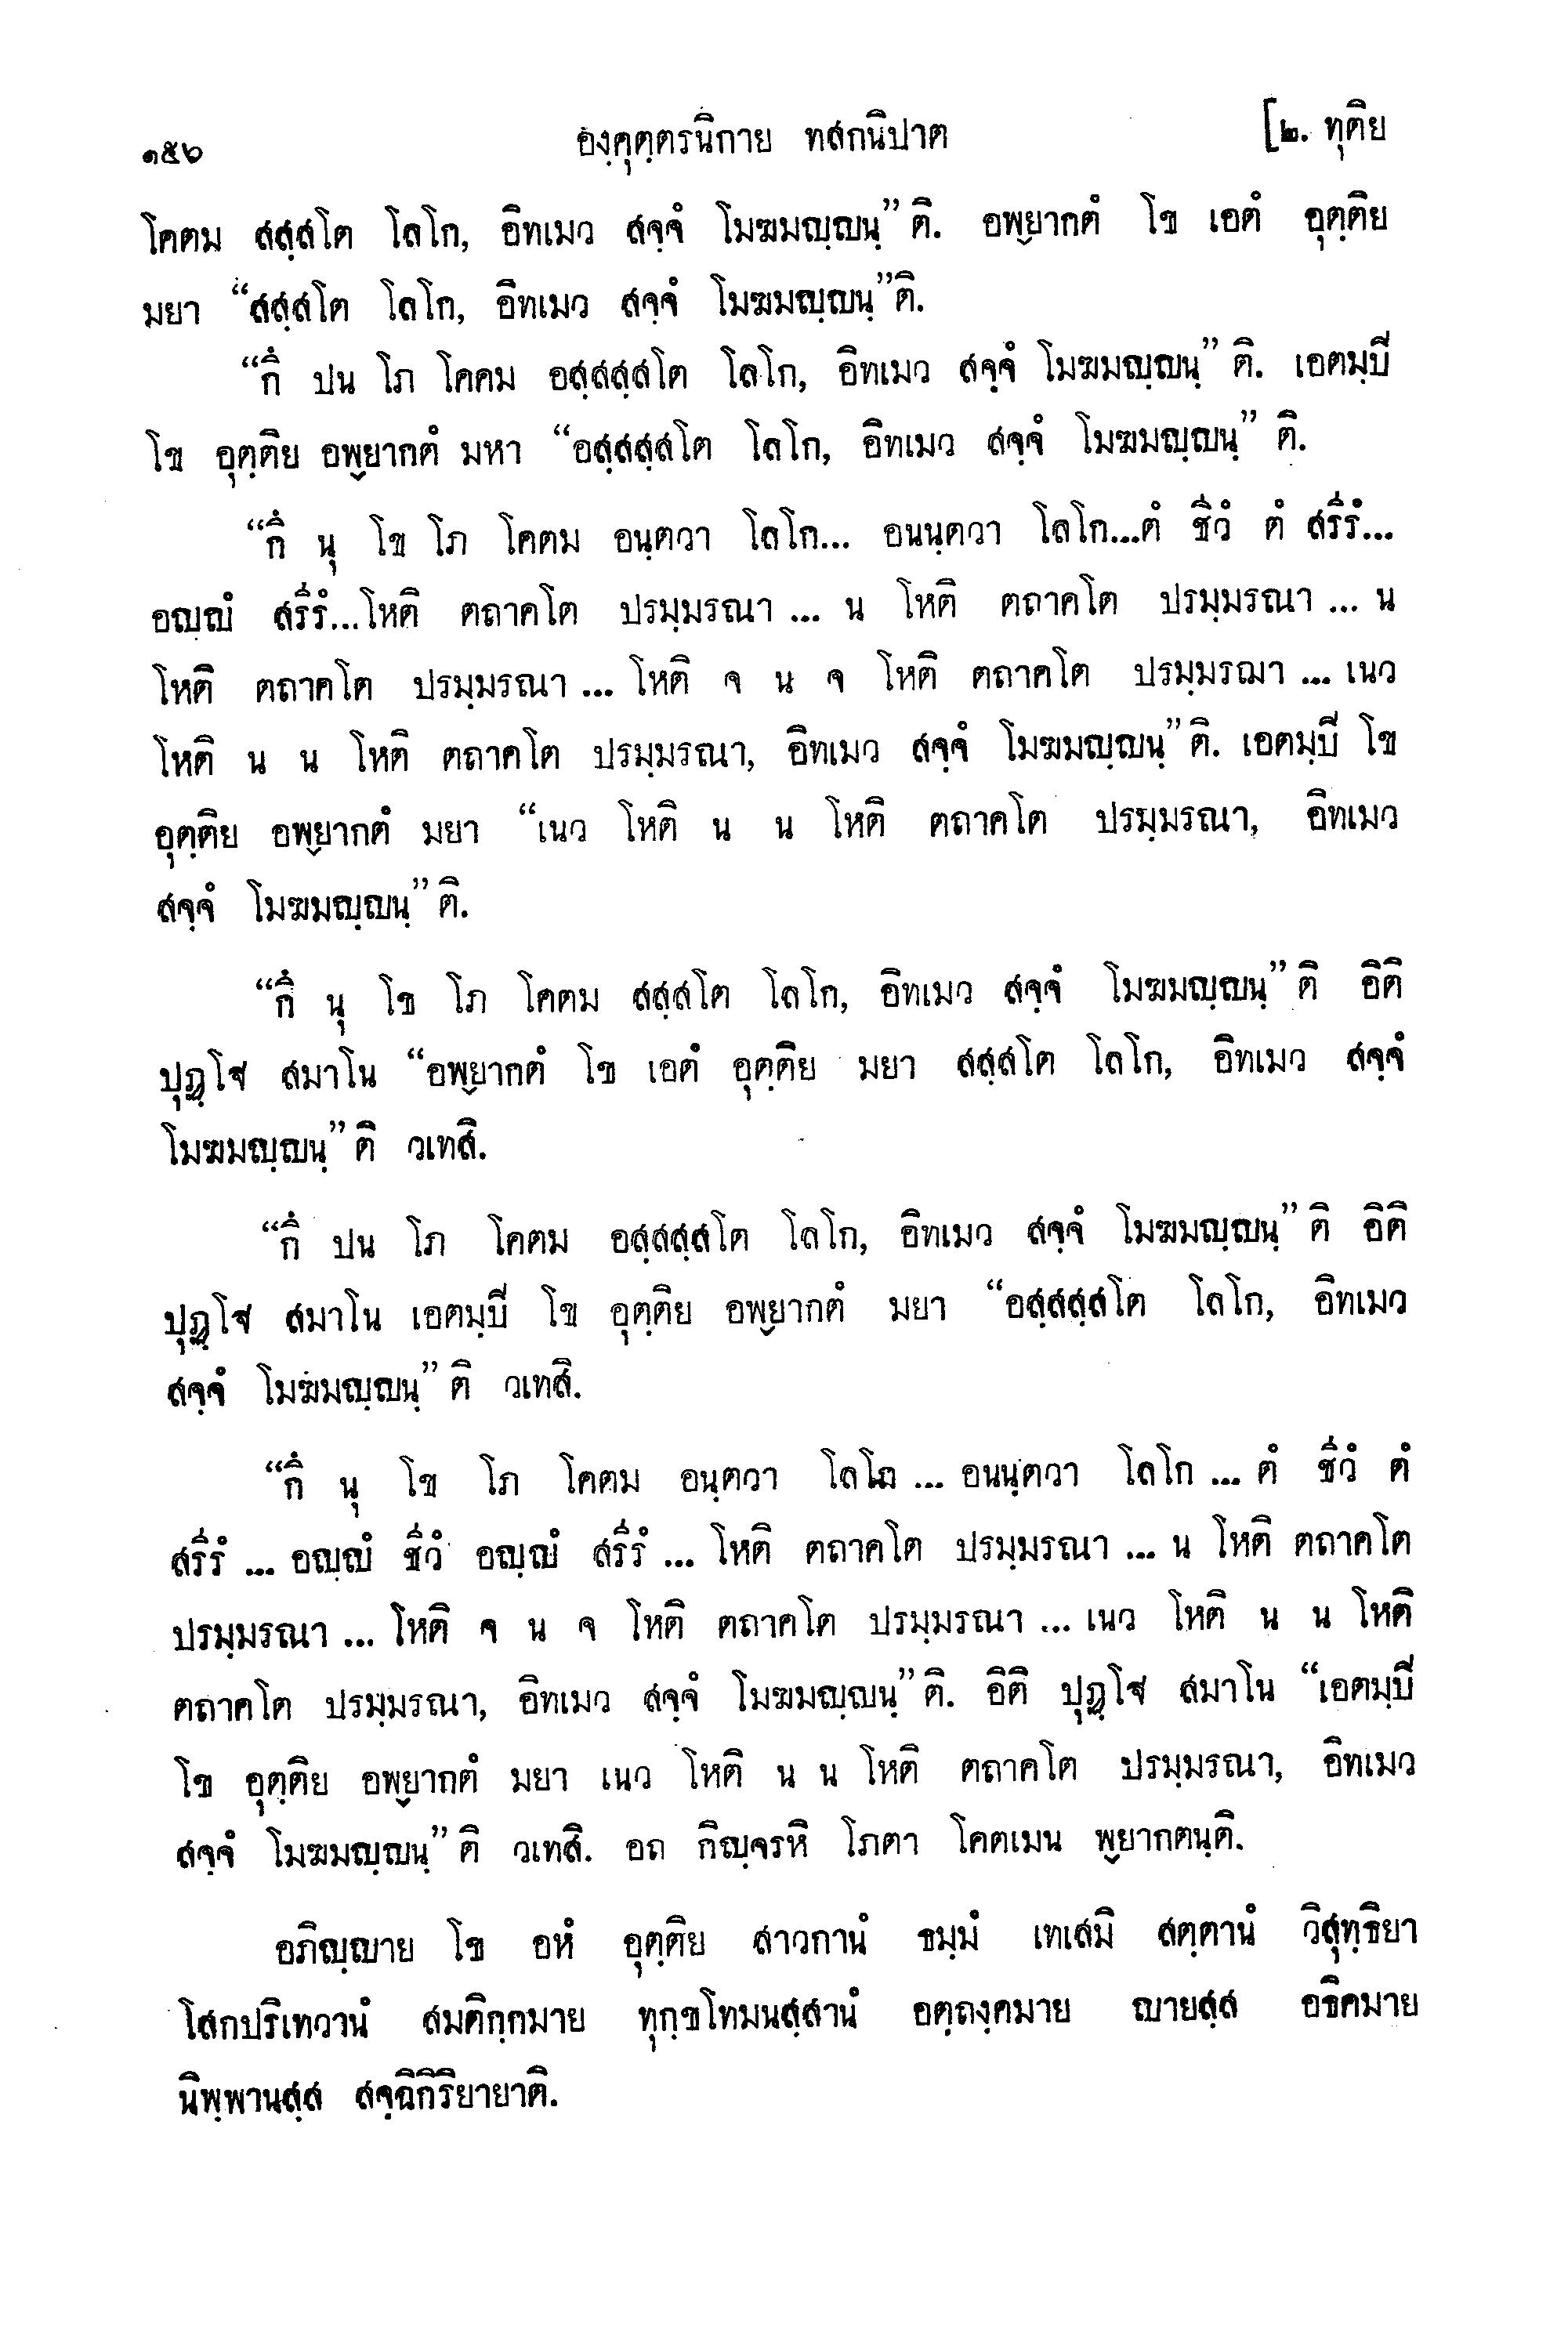 ๑๕๖ องฺคุตฺตรนิกาย ทสกนิปาต [๒. ทุติย
โคตม สสฺสโต โลโก, อิทเมว สจฺจํ โมฆมญฺญนฺ” ติ. อพฺยากตํ โข เอตํ อุตฺติย
มยา “สสฺสโต โลโก, อิทเมว สจฺจํ โมฆมญฺญนฺ”ติ.
“กึ ปน โภ โคตม อสฺสสฺสโต โลโก, อิทเมว สจฺจํ โมฆมญฺญนฺ” ติ. เอตมฺปิ
โข อุตฺติย อพฺยากตํ มหา “อสฺสสฺสโต โลโก, อิทเมว สจฺจํ โมฆมญฺญนฺ” ติ.
“กึ นุ โข โภ โคตม อนฺตวา โลโก... อนนฺตวา โลโก...ตํ ชีวํ ตํ สรีรํ...
อญฺญํ สรีรํ...โหติ ตถาคโต ปรมฺมรณา ... น โหติ ตถาคโต ปรมฺมรณา ... น
โหติ ตถาคโต ปรมฺมรณา ... โหติ จ น จ โหติ ตถาคโต ปรมฺมรฌา ... เนว
โหติ น น โหติ ตถาคโต ปรมฺมรณา, อิทเมว สจฺจํ โมฆมญฺญนฺ” ติ. เอตมฺปิ โข
อุตฺติย อพฺยากตํ มยา “เนว โหติ น น โหติ ตถาคโต ปรมฺมรณา, อิทเมว
สจฺจํ โมฆมญฺญนฺ” ติ.
“กึ นุ โข โภ โคตม สสฺสโต โลโก, อิทเมว สจฺจํ โมฆมญฺญนฺ” ติ อิติ
ปุฏฺโฐ สมาโน “อพฺยากตํ โข เอตํ อุตฺติย มยา สสฺสโต โลโก, อิทเมว สจฺจํ
โมฆมญฺญนฺ” ติ วเทสิ.
“กึ ปน โภ โคตม อสฺสสฺสโต โลโก, อิทเมว สจฺจํ โมฆมญฺญนฺ” ติ อิติ
ปุฏฺโฐ สมาโน เอตมฺปิ โข อุตฺติย อพฺยากตํ มยา “อสฺสสฺสโต โลโก, อิทเมว
สจฺจํ โมฆมญฺญนฺ” ติ วเทสิ.
“กึ นุ โข โภ โคตม อนฺตวา โลโก ... อนนฺตวา โลโก ... ตํ ชีวํ ตํ
สรีรํ ... อญฺญํ ชีวํ อญฺญํ สรีรํ ... โหติ ตถาคโต ปรมฺมรณา ... น โหติ ตถาคโต
ปรมฺมรณา ... โหติ จ น จ โหติ ตถาคโต ปรมฺมรณา ... เนว โหติ น น โหติ
ตถาคโต ปรมฺมรณา, อิทเมว สจฺจํ โมฆมญฺญนฺ” ติ. อิติ ปุฏฺโฐ สมาโน “เอตมฺปิ
โข อุตฺติย อพฺยากตํ มยา เนว โหติ น น โหติ ตถาคโต ปรมฺมรณา, อิทเมว
สจฺจํ โมฆมญฺญนฺ” ติ วเทสิ. อถ กิญฺจรหิ โภตา โคตเมน พฺยากตนฺติ.
อภิญฺญาย โข อหํ อุตฺติย สาวกานํ ธมฺมํ เทเสมิ สตฺตานํ วิสุทฺธิยา
โสกปริเทวานํ สมติกฺกมาย ทุกฺขโทมนสฺสานํ อตฺถงฺคมาย ญายสฺส อธิคมาย
นิพฺพานสฺส สจฺฉิกิริยายาติ.